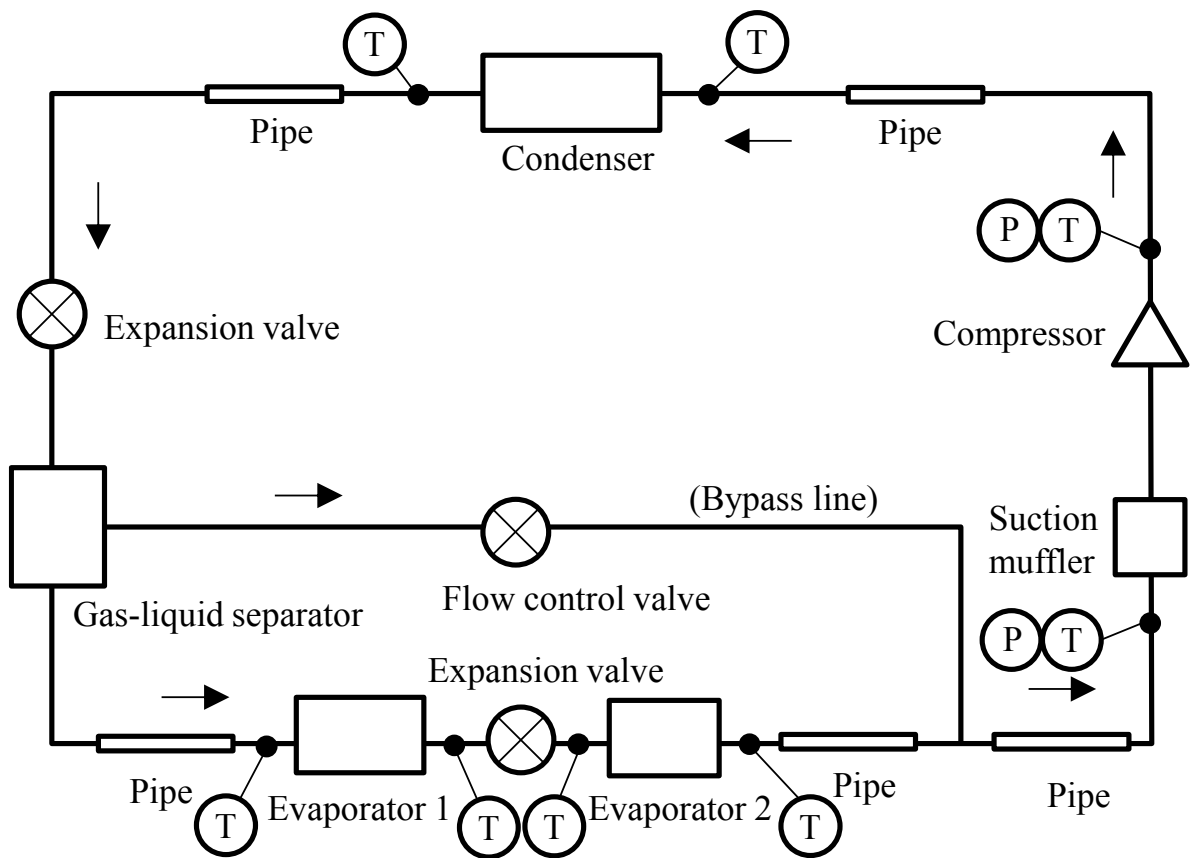 T
T
Pipe
Condenser
Pipe
P
T
Expansion valve
Compressor
(Bypass line)
Suction
muffler
Flow control valve
Gas-liquid separator
P
T
Expansion valve
Pipe
T
Evaporator 1
T
T
Evaporator 2
T
Pipe
Pipe